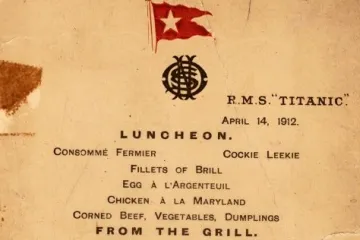 R.M.S. "TITANIC".
APRIL 14, 1912.
LUNCHEON.
CONSOMMÉ FERMIER COCKIE LEEKIE
FILLETS OF BRILL
EGG À L'ARGENTEUIL
CHICKEN À LA MARYLAND
CORNED BEEF, VEGETABLES, DUMPLINGS
FROM THE GRILL.